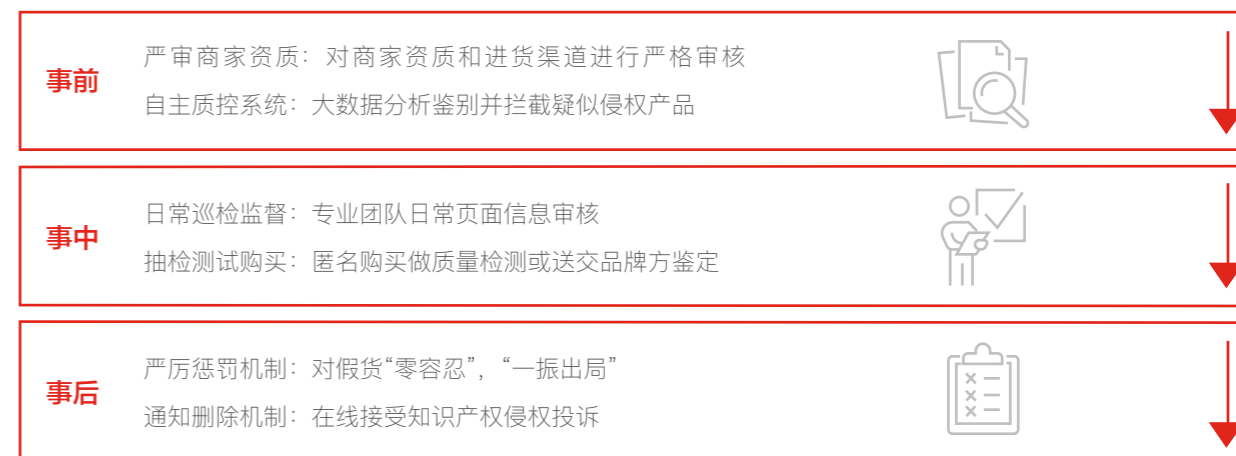 事前
严审商家资质：对商家资质和进货渠道进行严格审核
自主质控系统：大数据分析鉴别并拦截疑似侵权产品
事中
日常巡检监督：专业团队日常页面信息审核
抽检测试购买：匿名购买做质量检测或送交品牌方鉴定
事后
严厉惩罚机制：对假货“零容忍”，“一振出局”
通知删除机制：在线接受知识产权侵权投诉